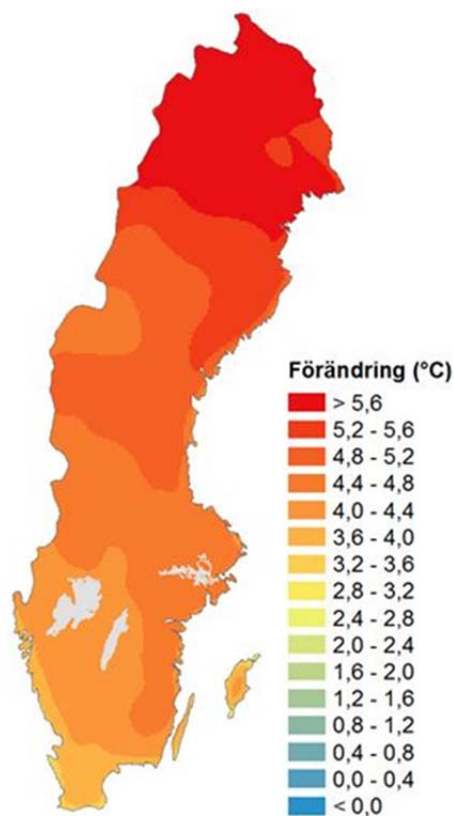 Förändring (°C)
> 5,6
5,2 - 5,6
4,8 - 5,2
4,4 - 4,8
4,0 - 4,4
3,6 - 4,0
3,2 - 3,6
2,8 - 3,2
2,4 - 2,8
2,0 - 2,4
1,6 - 2,0
1,2 - 1,6
0,8 - 1,2
0,4 - 0,8
0,0 - 0,4
< 0,0